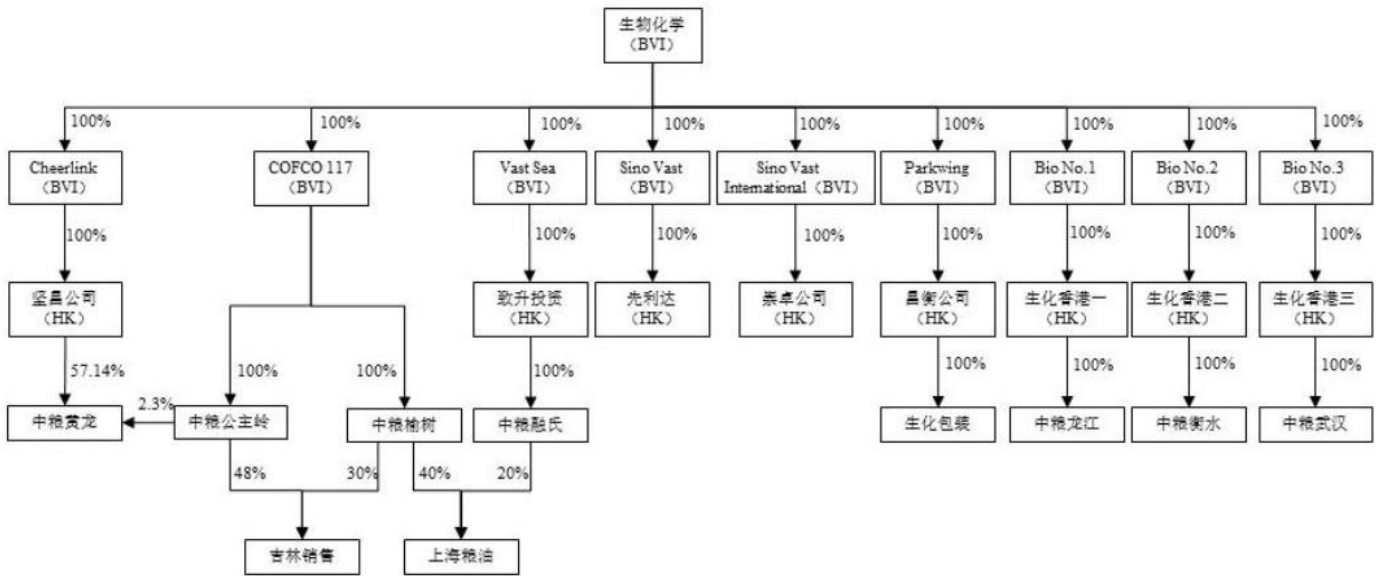 生物化学
（BVI）
100%
100%
100%
100%
100%
100%
100%
100%
100%
Cheerlink
（BVI）
COFCO 117
（BVI）
Vast Sea
（BVI）
Sino Vast
（BVI）
Sino Vast
International（BVI）
Parkwing
（BVI）
Bio No.1
（BVI）
Bio No.2
（BVI）
Bio No.3
（BVI）
100%
100%
100%
100%
100%
100%
100%
100%
坚昌公司
（HK）
致升投资
（HK）
先利达
（HK）
崇卓公司
（HK）
昌衡公司
（HK）
生化香港一
（HK）
生化香港二
（HK）
生化香港三
（HK）
57.14%
100%
100%
100%
100%
100%
100%
100%
中粮黄龙
2.3%
中粮公主岭
中粮榆树
中粮融氏
生化包装
中粮龙江
中粮衡水
中粮武汉
48%
30%
40%
20%
吉林销售
上海粮油